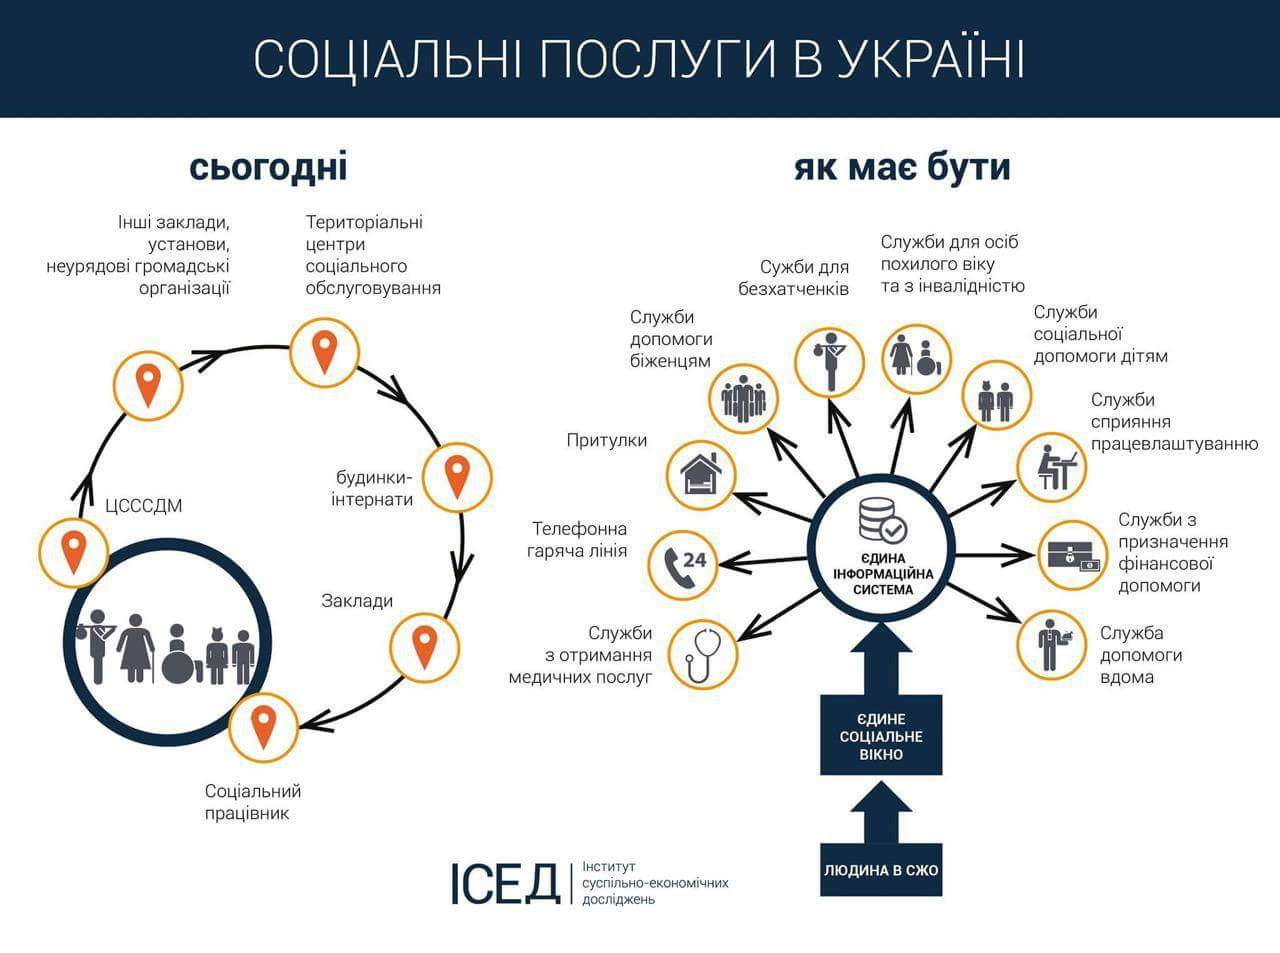 СОЦІАЛЬНІ ПОСЛУГИ В УКРАЇНІ
сьогодні
Інші заклади,
установи,
неурядові громадські
організації
Територіальні
центри
соціального
обслуговування
будинки-
інтернати
ЦСССДМ
Заклади
Соціальний
працівник
як має бути
Служби
допомоги
біженцям
Сужби для
безхатченків
Служби для осіб
похилого віку
та з інвалідністю
Служби
соціальної
допомоги дітям
Служби
сприяння
працевлаштуванню
Притулки
Телефонна
гаряча лінія
24
Служби
з отримання
медичних послуг
ЄДИНА
ІНФОРМАЦІЙНА
СИСТЕМА
Служби з
призначення
фінансової
допомоги
Служба
допомоги
вдома
ЄДИНЕ
СОЦІАЛЬНЕ
ВІКНО
ЛЮДИНА В СЖО
ІСЕД
Інститут
суспільно-економічних
досліджень